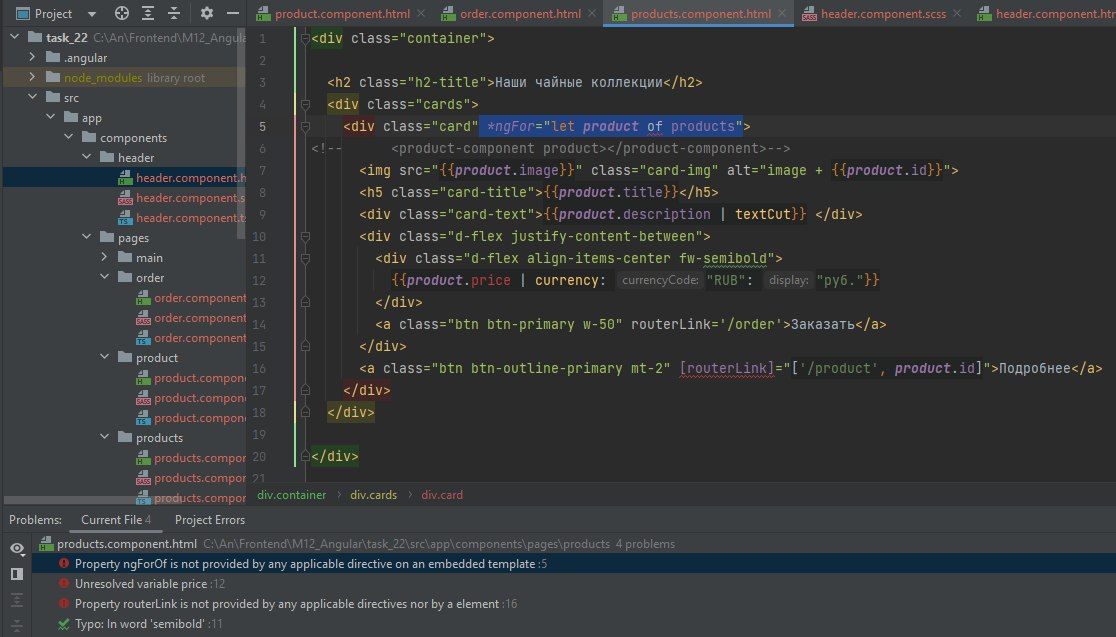 Project
product.component.html
order.component.html
products.component.html
header.component.scss
header.component.htm
task_22 C:\An\Frontend\M12_Angula
.angular
node_modules library root
src
app
components
header
header.component.h
header.component.s
header.component.ts
pages
main
order
order.component
order.component
order.component
product
product.compone
product.compone
product.compone
products
products.compor
products.compor
products.compor
1 <div class="container">
2
3 <h2 class="h2-title">Наши чайные коллекции</h2>
4 <div class="cards">
5 <div class="card" *ngFor="let product of products">
6 <!-- <product-component product></product-component>-->
7 <img src="{{product.image}}" class="card-img" alt="image + {{product.id}}">
8 <h5 class="card-title">{{product.title}}</h5>
9 <div class="card-text">{{product.description | textCut}} </div>
10 <div class="d-flex justify-content-between">
11 <div class="d-flex align-items-center fw-semibold">
12 {{product.price | currency: currencyCode: "RUB": display: "руб."}}
13 </div>
14 <a class="btn btn-primary w-50" routerLink='/order'>Заказать</a>
15 </div>
16 <a class="btn btn-outline-primary mt-2" [routerLink]="['/product', product.id]">Подробнее</a>
17 </div>
18 </div>
19
20 </div>
21
div.container › div.cards › div.card
Problems: Current File 4 Project Errors
products.component.html C:\An\Frontend\M12_Angular\task_22\src\app\components\pages\products 4 problems
Property ngForOf is not provided by any applicable directive on an embedded template :5
Unresolved variable price :12
Property routerLink is not provided by any applicable directives nor by a element :16
Typo: In word 'semibold' :11